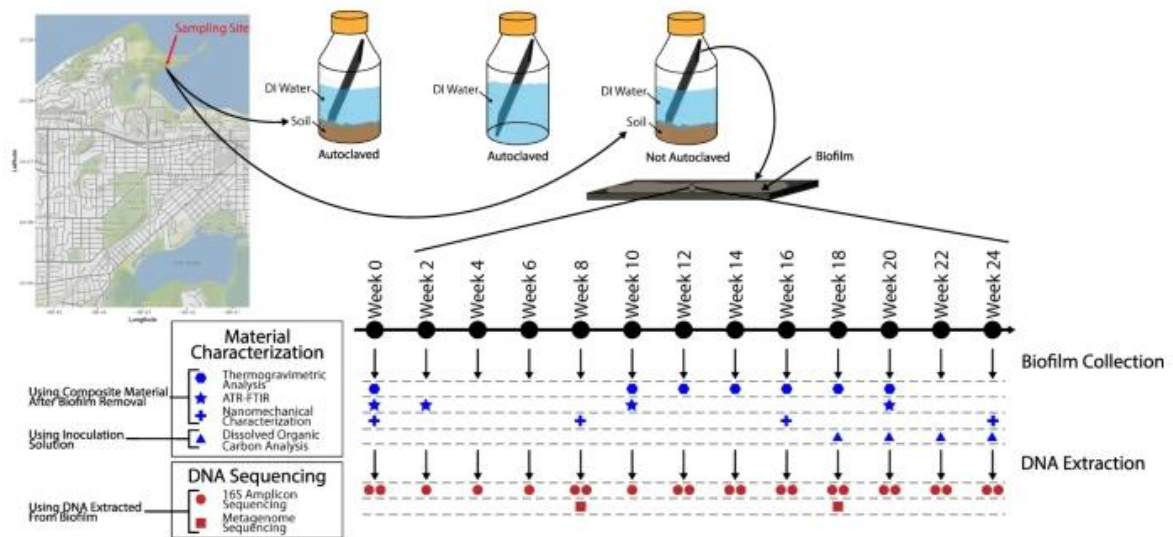 Sampling Site
DI Water
Soil
Autoclaved
DI Water
Autoclaved
DI Water
Soil
Not Autoclaved
Biofilm
Latitude
Longitude
Week 0
Week 2
Week 4
Week 6
Week 8
Week 10
Week 12
Week 14
Week 16
Week 18
Week 20
Week 22
Week 24
Biofilm Collection
DNA Extraction
Material
Characterization
Using Composite Material
After Biofilm Removal
Thermogravimetric
Analysis
ATR-FTIR
Nanomechanical
Characterization
Using Inoculation
Solution
Dissolved Organic
Carbon Analysis
DNA Sequencing
Using DNA Extracted
From Biofilm
16S Amplicon
Sequencing
Metagenome
Sequencing